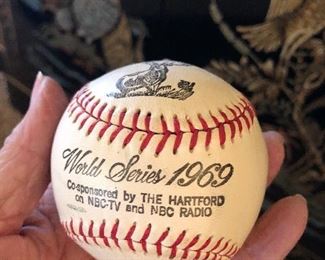 World Series 1969
Co-sponsored by THE HARTFORD
on NBC-TV and NBC RADIO